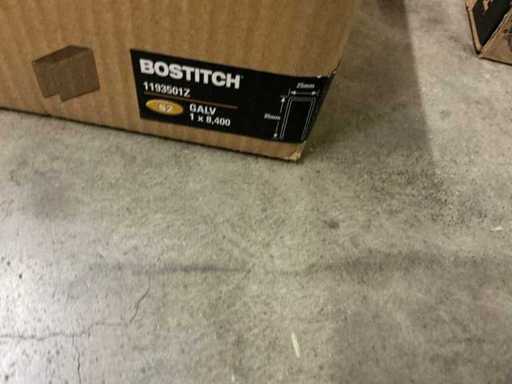 BOSTITCH
1193501Z
S2 GALV
1 x 8,400
25mm
35mm